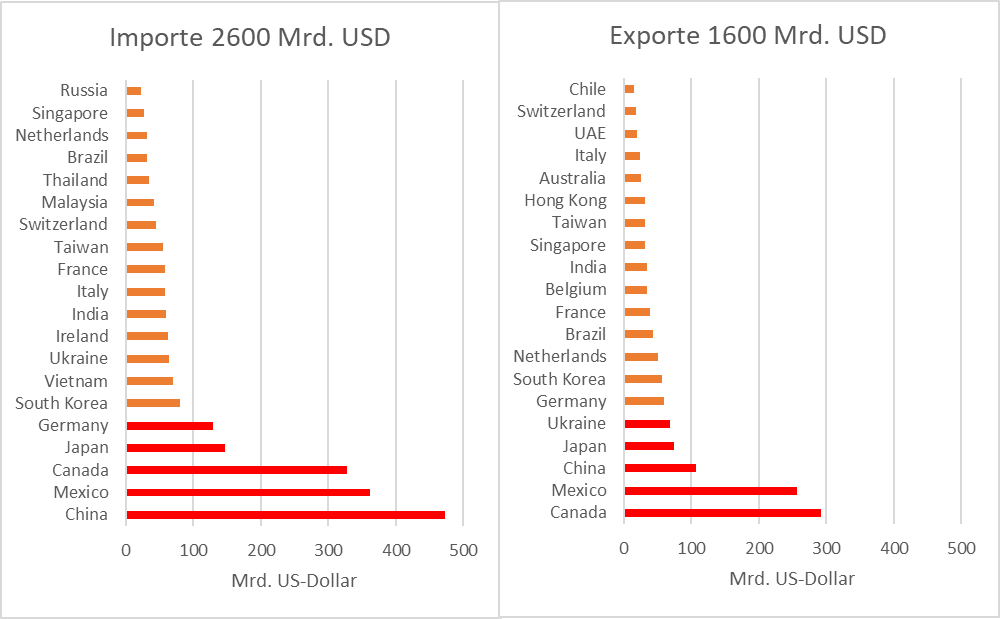 Importe 2600 Mrd. USD
Russia
Singapore
Netherlands
Brazil
Thailand
Malaysia
Switzerland
Taiwan
France
Italy
India
Ireland
Ukraine
Vietnam
South Korea
Germany
Japan
Canada
Mexico
China
0 100 200 300 400 500
Mrd. US-Dollar
Exporte 1600 Mrd. USD
Chile
Switzerland
UAE
Italy
Australia
Hong Kong
Taiwan
Singapore
India
Belgium
France
Brazil
Netherlands
South Korea
Germany
Ukraine
Japan
China
Mexico
Canada
0 100 200 300 400 500
Mrd. US-Dollar